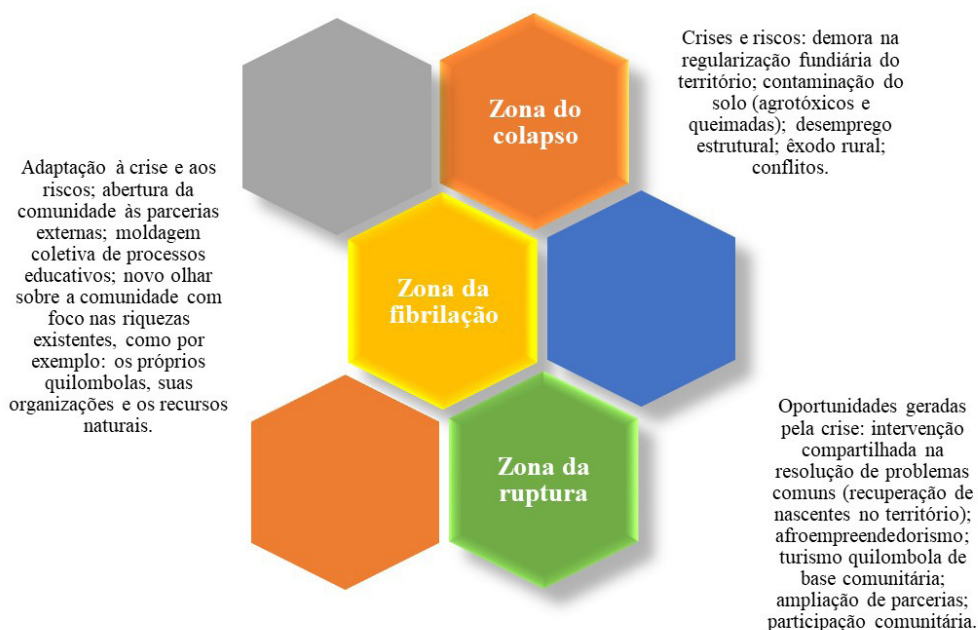 Zona do
colapso
Crises e riscos: demora na
regularização fundiária do
território; contaminação do
solo (agrotóxicos e
queimadas); desemprego
estrutural; êxodo rural;
conflitos.
Adaptação à crise e aos
riscos; abertura da
comunidade às parcerias
externas; moldagem
coletiva de processos
educativos; novo olhar
sobre a comunidade com
foco nas riquezas
existentes, como por
exemplo: os próprios
quilombolas, suas
organizações e os recursos
naturais.
Zona da
fibrilação
Zona da
ruptura
Oportunidades geradas
pela crise: intervenção
compartilhada na
resolução de problemas
comuns (recuperação de
nascentes no território);
afroempreendedorismo;
turismo quilombola de
base comunitária;
ampliação de parcerias;
participação comunitária.